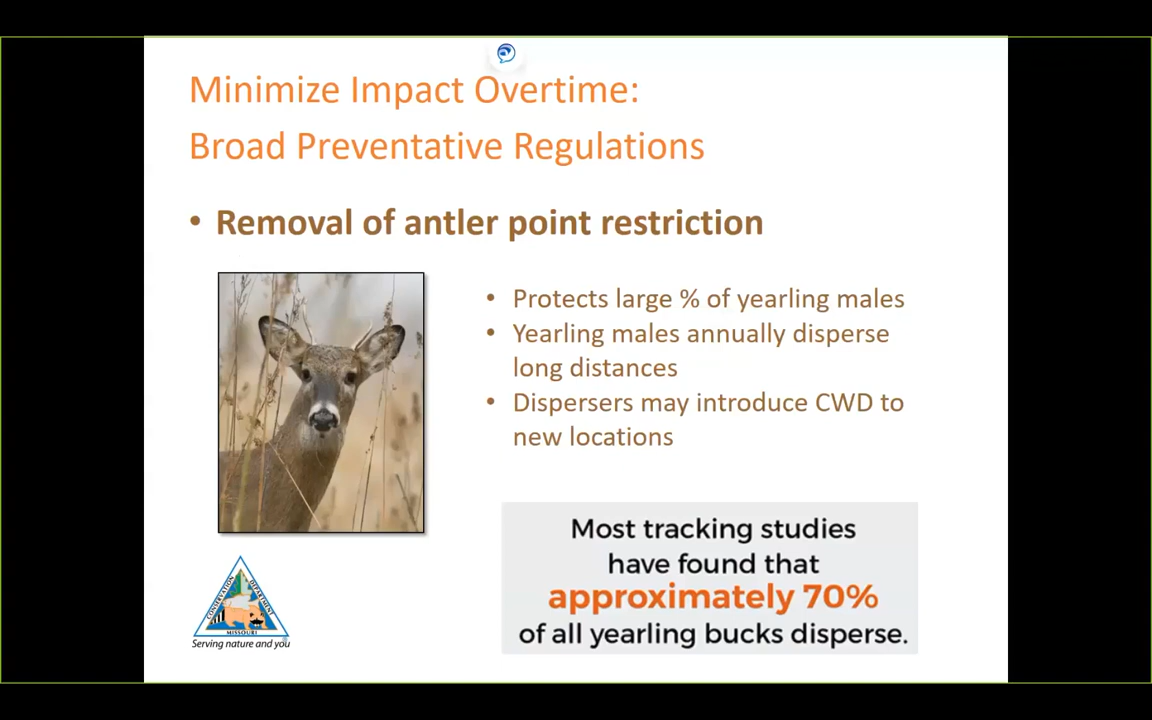 Minimize Impact Overtime:
Broad Preventative Regulations
• Removal of antler point restriction
• Protects large % of yearling males
• Yearling males annually disperse
long distances
• Dispersers may introduce CWD to
new locations
Most tracking studies
have found that
approximately 70%
of all yearling bucks disperse.
CONSERVATION DEPARTMENT
MISSOURI
Serving nature and you